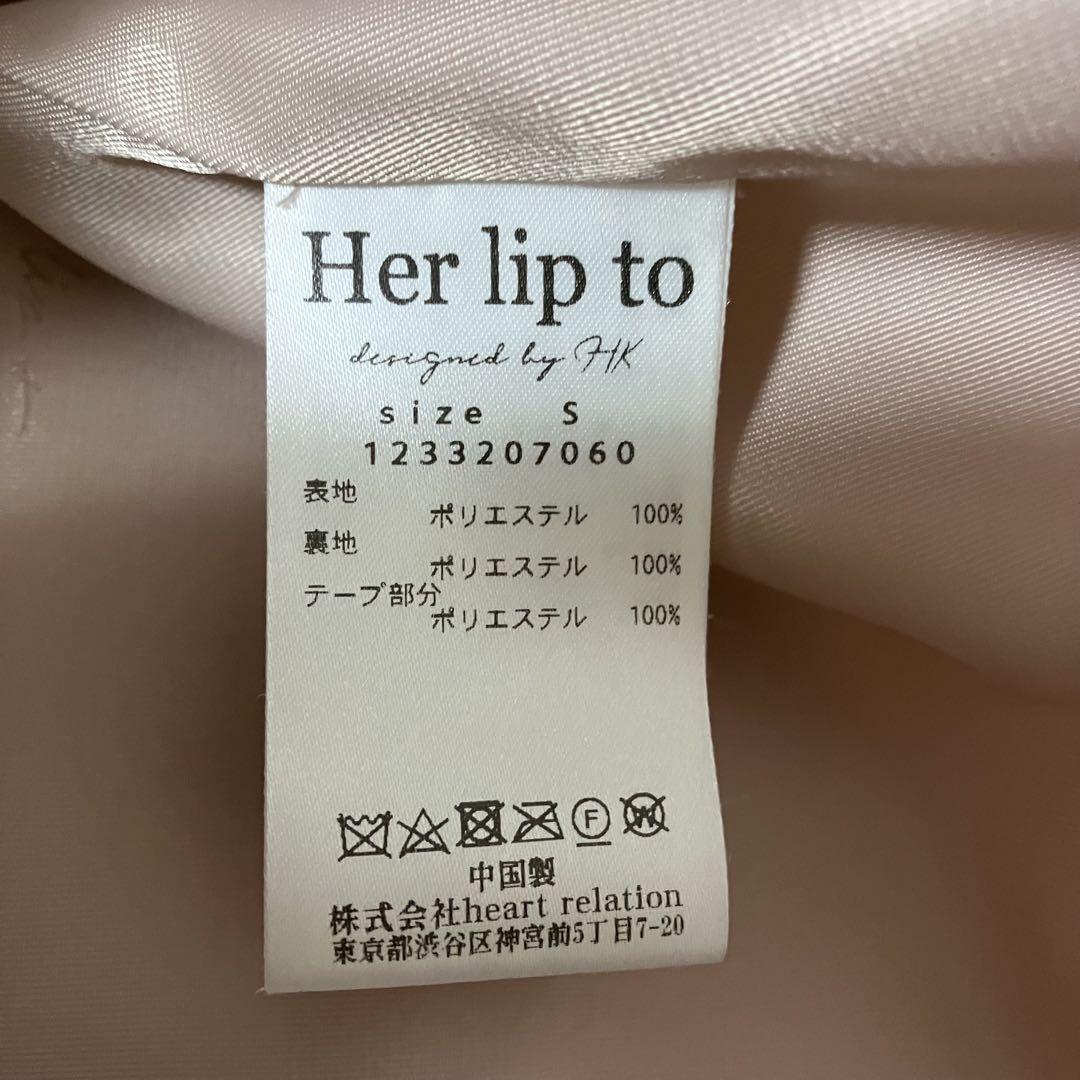 Her lip to
designed by HK
size S
1233207060
表地
ポリエステル 100%
裏地
ポリエステル 100%
テープ部分
ポリエステル 100%
F W
中国製
株式会社heart relation
東京都渋谷区神宮前5丁目7-20